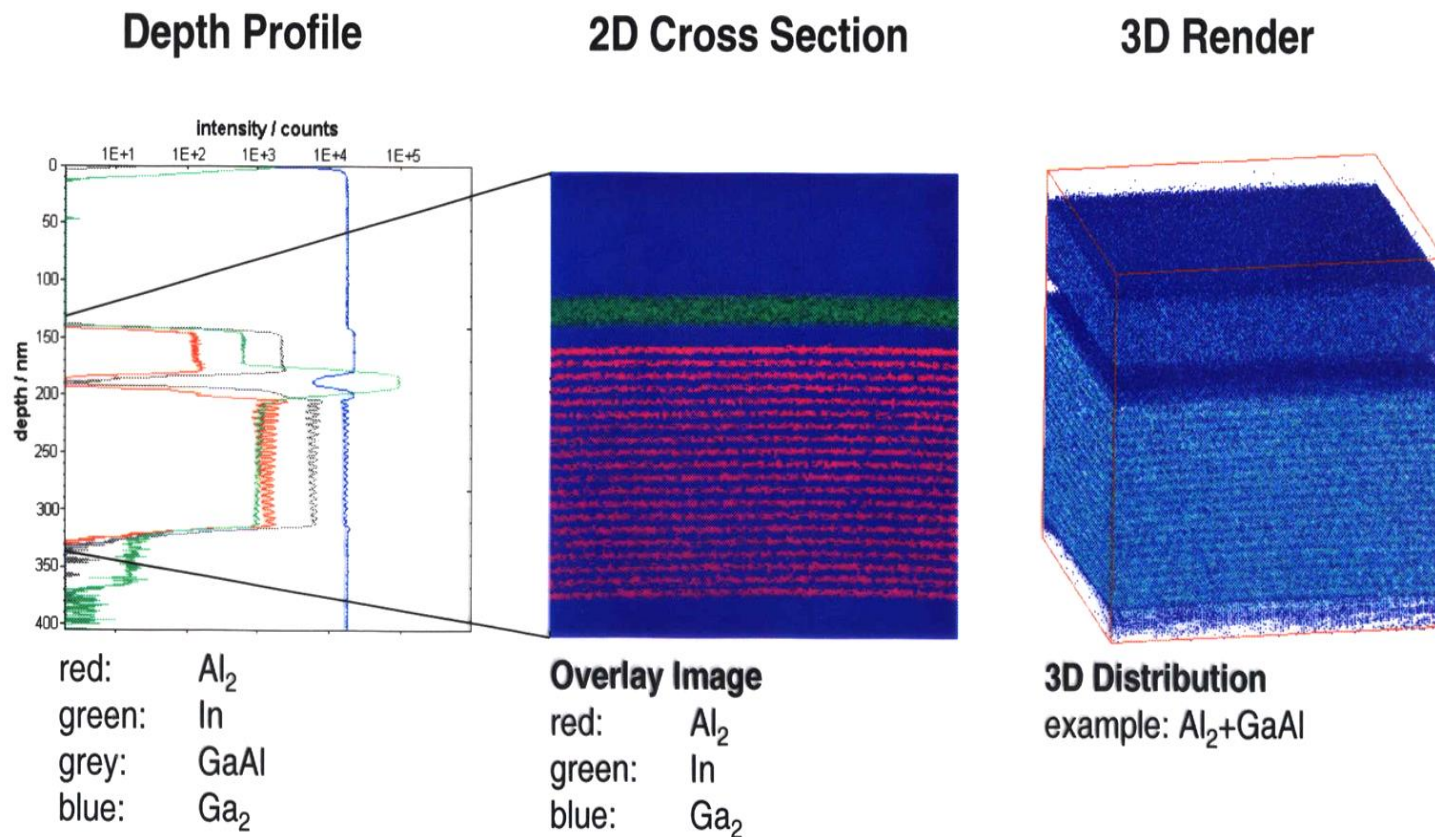 Depth Profile
2D Cross Section
3D Render
intensity / counts
1E+1 1E+2 1E+3 1E+4 1E+5
depth / nm
0
50
100
150
200
250
300
350
400
red: Al₂
green: In
grey: GaAl
blue: Ga₂
Overlay Image
red: Al₂
green: In
blue: Ga₂
3D Distribution
example: Al₂+GaAl